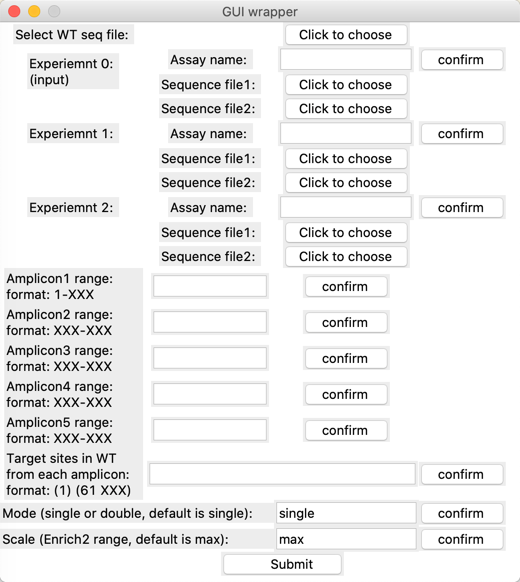 GUI wrapper
Select WT seq file: Click to choose
Experiemnt 0: Assay name: confirm
(input)
Sequence file1: Click to choose
Sequence file2: Click to choose
Experiemnt 1: Assay name: confirm
Sequence file1: Click to choose
Sequence file2: Click to choose
Experiemnt 2: Assay name: confirm
Sequence file1: Click to choose
Sequence file2: Click to choose
Amplicon1 range:
format: 1-XXX
confirm
Amplicon2 range:
format: XXX-XXX
confirm
Amplicon3 range:
format: XXX-XXX
confirm
Amplicon4 range:
format: XXX-XXX
confirm
Amplicon5 range:
format: XXX-XXX
confirm
Target sites in WT
from each amplicon:
format: (1) (61 XXX)
confirm
Mode (single or double, default is single): single confirm
Scale (Enrich2 range, default is max): max confirm
Submit